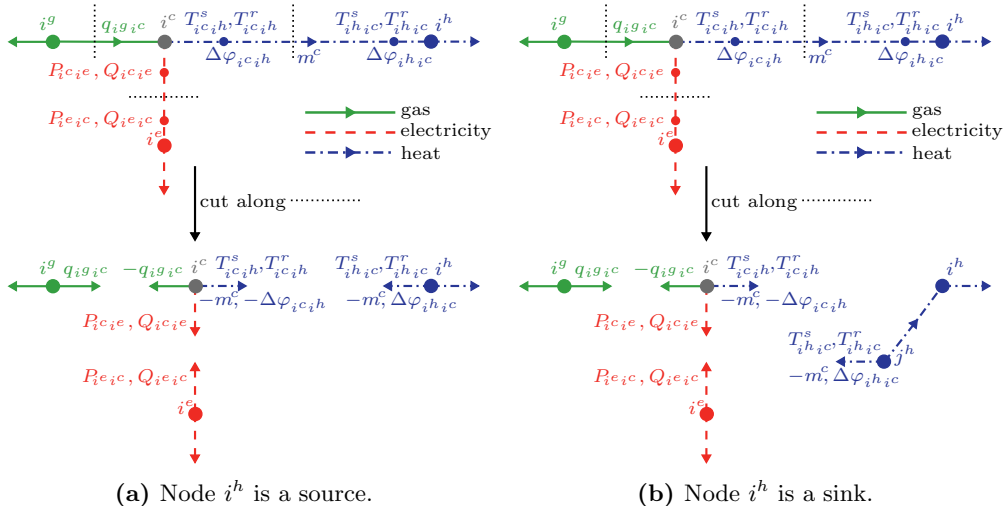 i^g q_{i^g i^c} i^c T^s_{i^c i^h}, T^r_{i^c i^h} T^s_{i^h i^c}, T^r_{i^h i^c} i^h
Δφ_{i^c i^h} m^c Δφ_{i^h i^c}
P_{i^c i^e}, Q_{i^c i^e}
P_{i^e i^c}, Q_{i^e i^c}
i^e
gas
electricity
heat
cut along
i^g q_{i^g i^c} −q_{i^g i^c} i^c T^s_{i^c i^h}, T^r_{i^c i^h} T^s_{i^h i^c}, T^r_{i^h i^c} i^h
−m^c, −Δφ_{i^c i^h} −m^c, Δφ_{i^h i^c}
P_{i^c i^e}, Q_{i^c i^e}
P_{i^e i^c}, Q_{i^e i^c}
i^e
(a) Node i^h is a source.
i^g q_{i^g i^c} i^c T^s_{i^c i^h}, T^r_{i^c i^h} T^s_{i^h i^c}, T^r_{i^h i^c} i^h
Δφ_{i^c i^h} m^c Δφ_{i^h i^c}
P_{i^c i^e}, Q_{i^c i^e}
P_{i^e i^c}, Q_{i^e i^c}
i^e
gas
electricity
heat
cut along
i^g q_{i^g i^c} −q_{i^g i^c} i^c T^s_{i^c i^h}, T^r_{i^c i^h} i^h
−m^c, −Δφ_{i^c i^h}
P_{i^c i^e}, Q_{i^c i^e}
T^s_{i^h i^c}, T^r_{i^h i^c} j^h
−m^c, Δφ_{i^h i^c}
P_{i^e i^c}, Q_{i^e i^c}
i^e
(b) Node i^h is a sink.